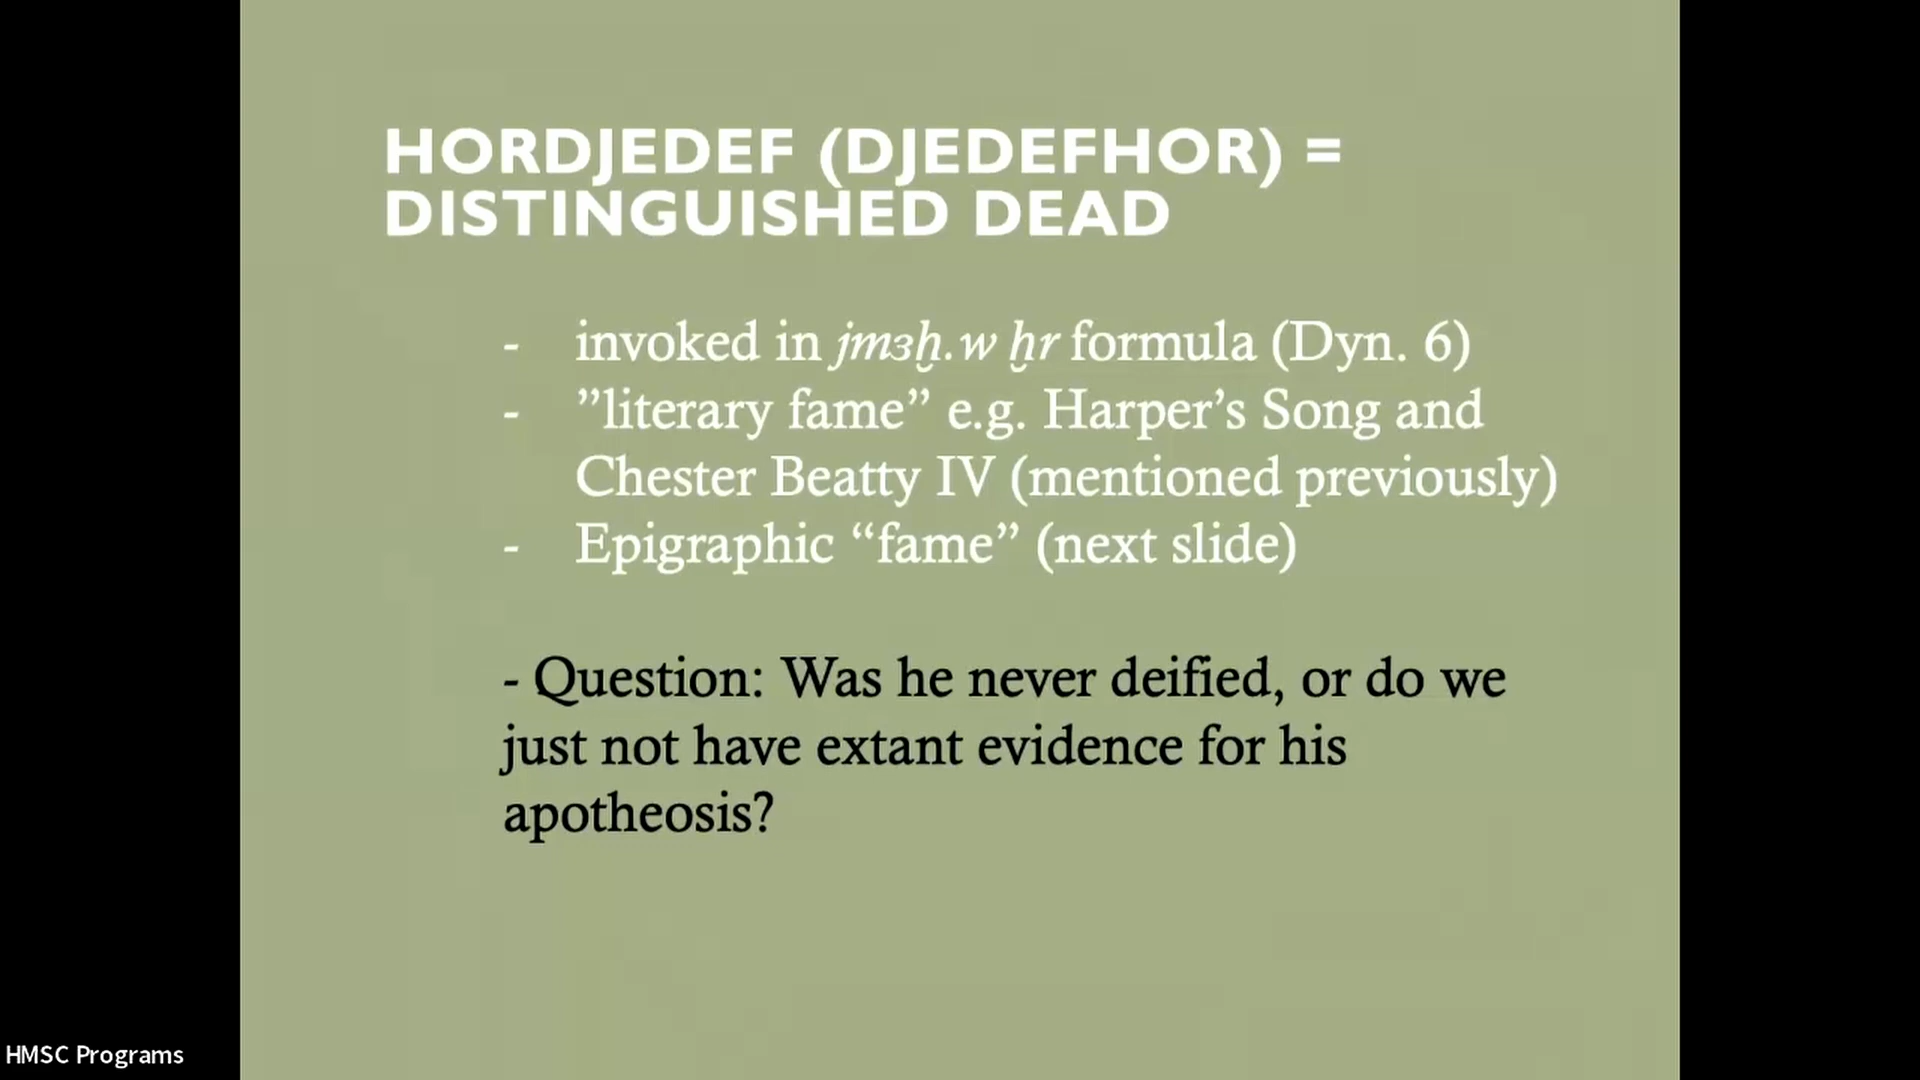 HORDJEDEF (DJEDEFHOR) =
DISTINGUISHED DEAD
- invoked in jmꜣḫ.w ḫr formula (Dyn. 6)
- ”literary fame” e.g. Harper’s Song and
Chester Beatty IV (mentioned previously)
- Epigraphic “fame” (next slide)
- Question: Was he never deified, or do we
just not have extant evidence for his
apotheosis?
HMSC Programs